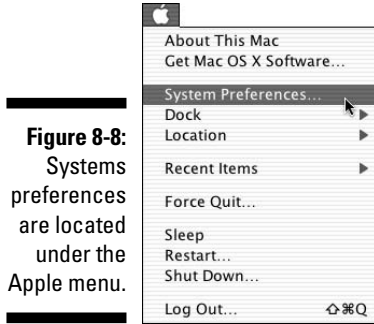 Figure 8-8:
Systems
preferences
are located
under the
Apple menu.
About This Mac
Get Mac OS X Software...
System Preferences...
Dock
Location
Recent Items
Force Quit...
Sleep
Restart...
Shut Down...
Log Out... ⇧⌘Q